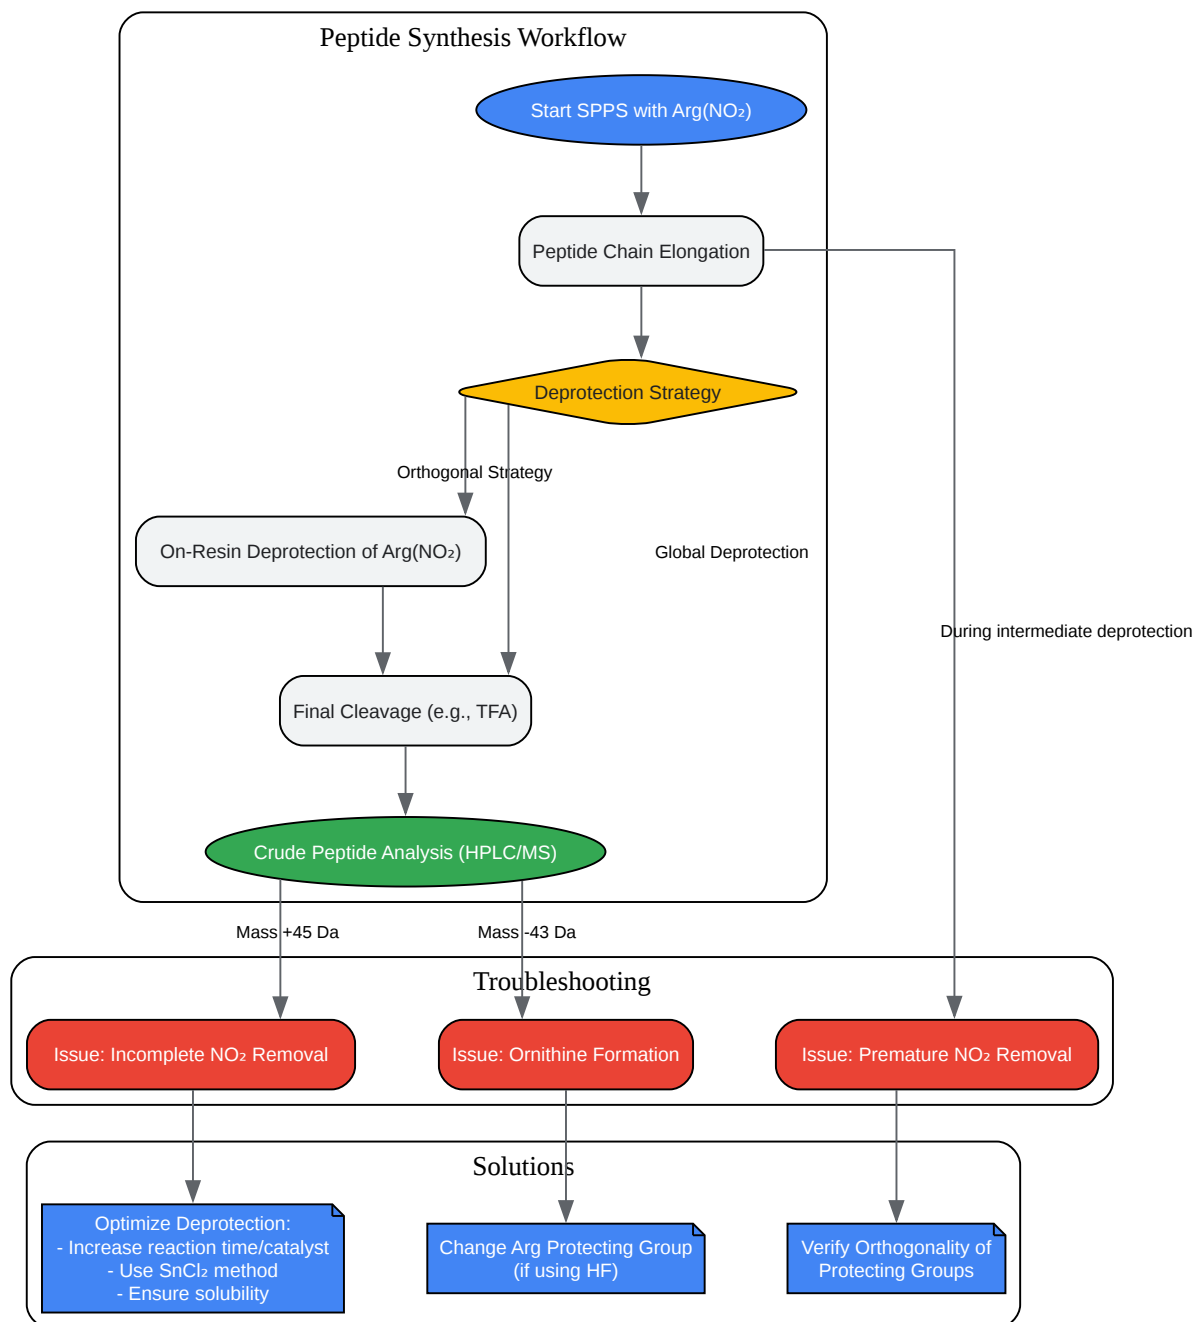 Peptide Synthesis Workflow
Start SPPS with Arg(NO₂)
Peptide Chain Elongation
Deprotection Strategy
Orthogonal Strategy
On-Resin Deprotection of Arg(NO₂)
Global Deprotection
During intermediate deprotection
Final Cleavage (e.g., TFA)
Crude Peptide Analysis (HPLC/MS)
Mass +45 Da
Mass -43 Da
Troubleshooting
Issue: Incomplete NO₂ Removal
Issue: Ornithine Formation
Issue: Premature NO₂ Removal
Solutions
Optimize Deprotection:
- Increase reaction time/catalyst
- Use SnCl₂ method
- Ensure solubility
Change Arg Protecting Group
(if using HF)
Verify Orthogonality of
Protecting Groups